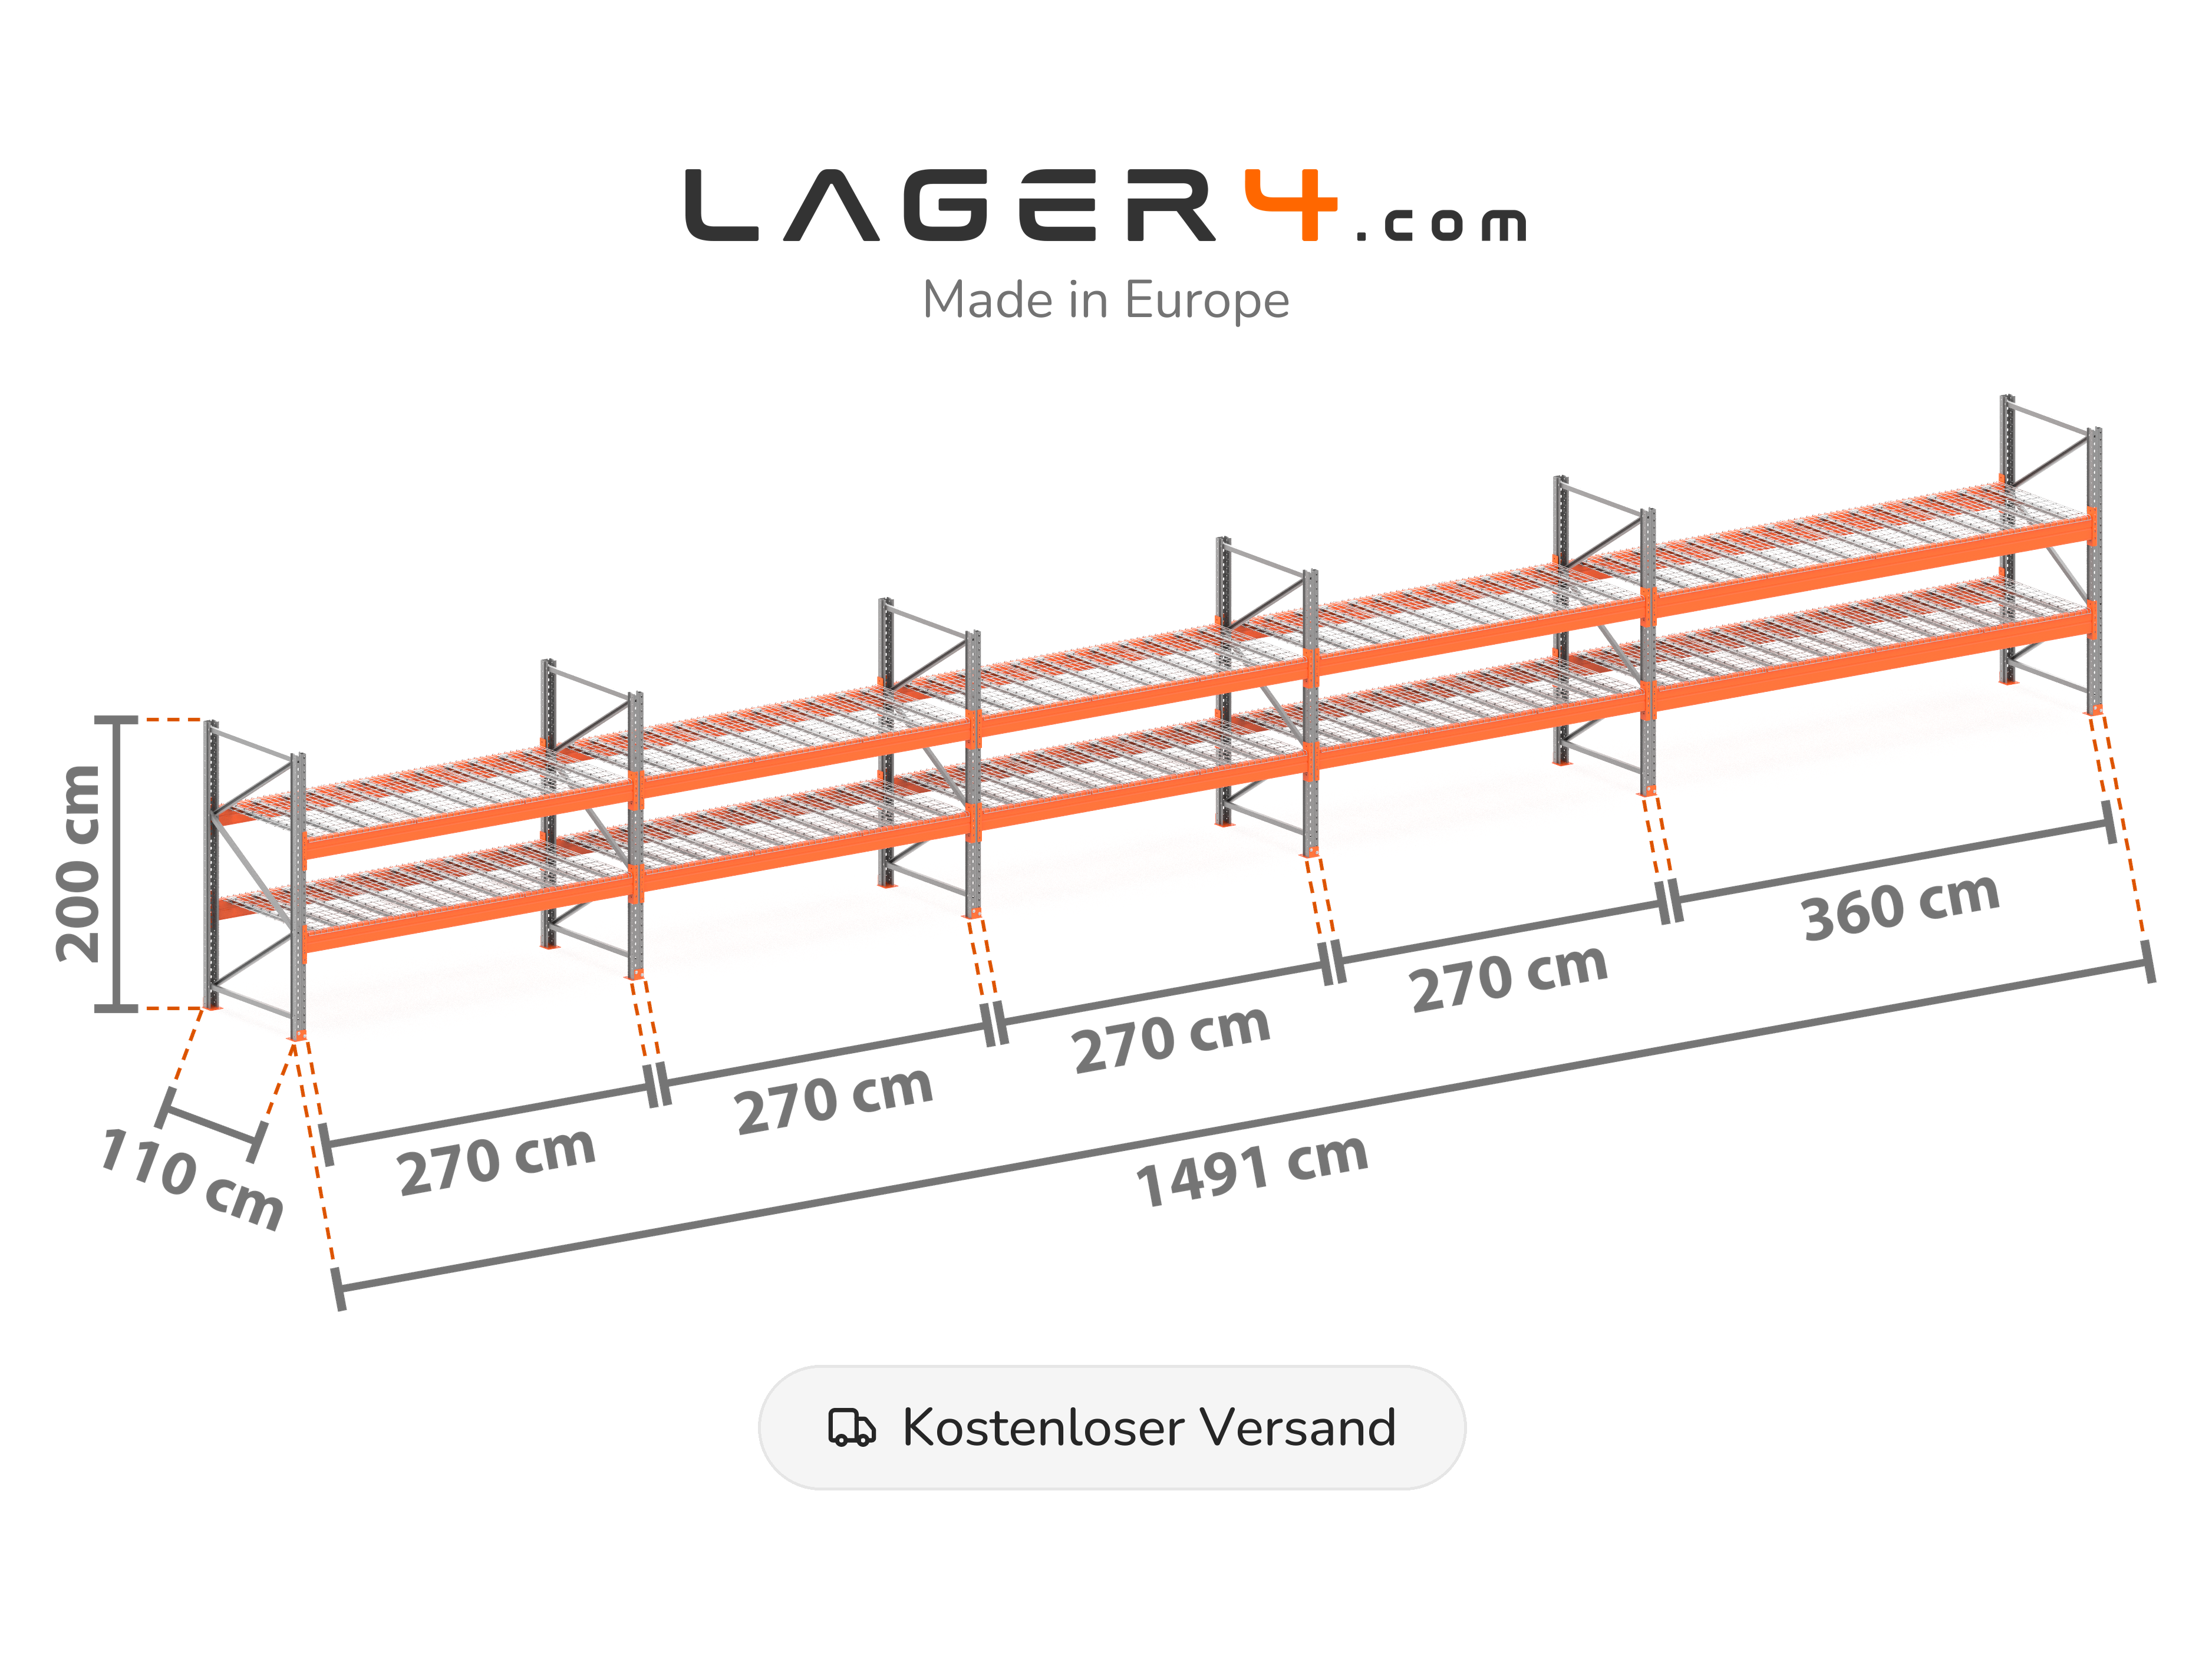 LAGER4.com
Made in Europe
200 cm
110 cm
270 cm
270 cm
270 cm
270 cm
360 cm
1491 cm
Kostenloser Versand